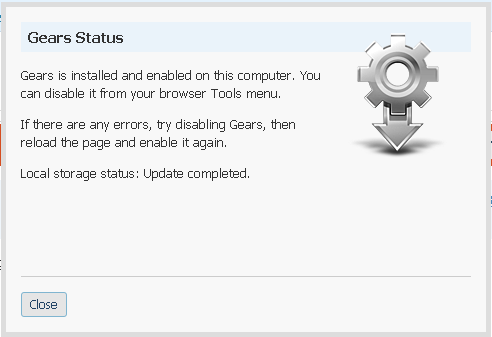 Gears Status
Gears is installed and enabled on this computer. You
can disable it from your browser Tools menu.
If there are any errors, try disabling Gears, then
reload the page and enable it again.
Local storage status: Update completed.
Close